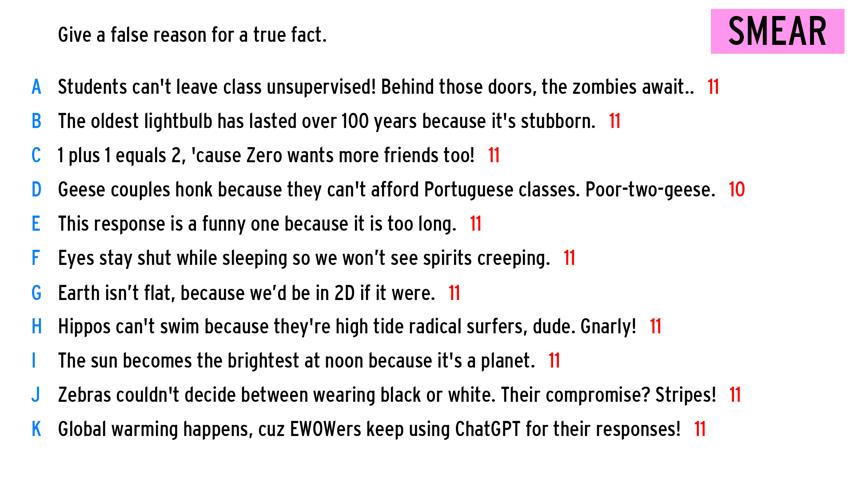 Give a false reason for a true fact.
SMEAR
A Students can't leave class unsupervised! Behind those doors, the zombies await.. 11
B The oldest lightbulb has lasted over 100 years because it's stubborn. 11
C 1 plus 1 equals 2, 'cause Zero wants more friends too! 11
D Geese couples honk because they can't afford Portuguese classes. Poor-two-geese. 10
E This response is a funny one because it is too long. 11
F Eyes stay shut while sleeping so we won’t see spirits creeping. 11
G Earth isn’t flat, because we’d be in 2D if it were. 11
H Hippos can't swim because they're high tide radical surfers, dude. Gnarly! 11
I The sun becomes the brightest at noon because it's a planet. 11
J Zebras couldn't decide between wearing black or white. Their compromise? Stripes! 11
K Global warming happens, cuz EWOWers keep using ChatGPT for their responses! 11